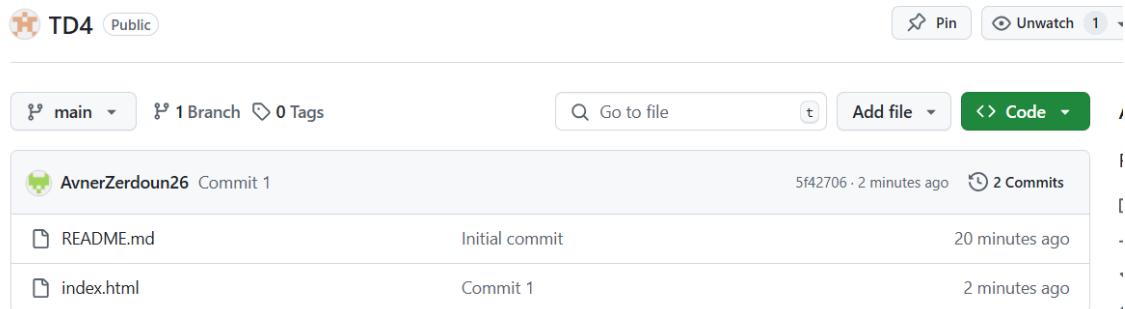 TD4 Public Pin Unwatch 1
main 1 Branch 0 Tags Go to file t Add file Code
AvnerZerdoun26 Commit 1 5f42706 · 2 minutes ago 2 Commits
README.md Initial commit 20 minutes ago
index.html Commit 1 2 minutes ago